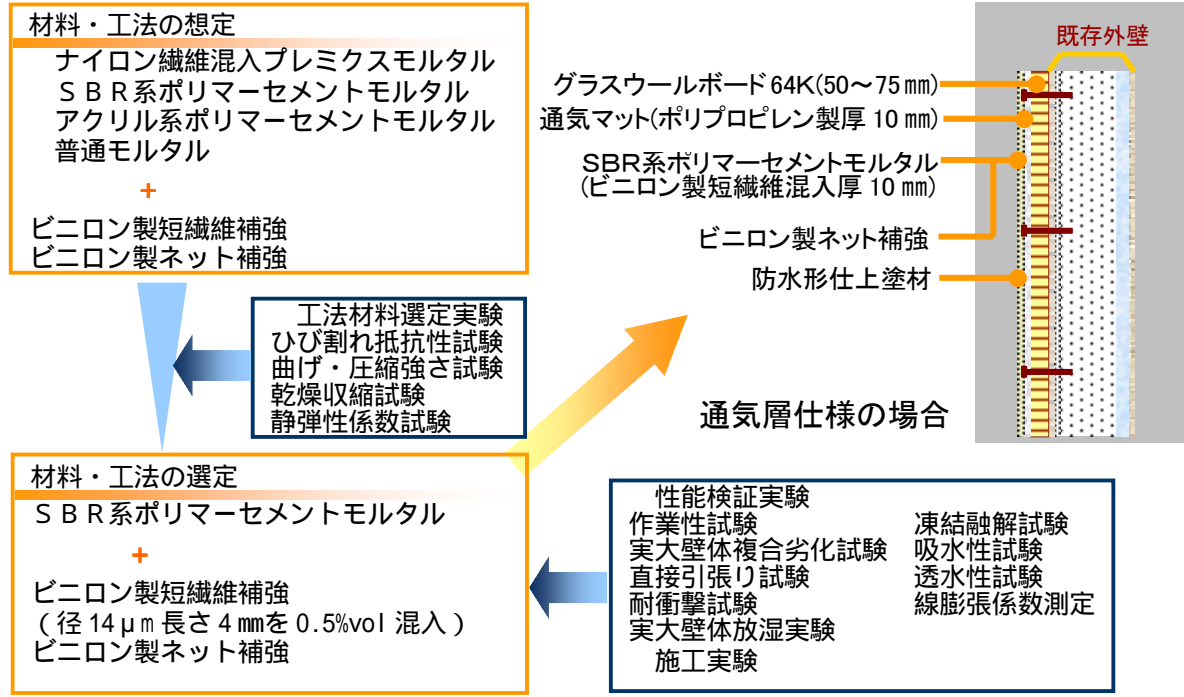 材料・工法の想定
ナイロン繊維混入プレミクスモルタル
ＳＢＲ系ポリマーセメントモルタル
アクリル系ポリマーセメントモルタル
普通モルタル
+
ビニロン製短繊維補強
ビニロン製ネット補強
工法材料選定実験
ひび割れ抵抗性試験
曲げ・圧縮強さ試験
乾燥収縮試験
静弾性係数試験
材料・工法の選定
ＳＢＲ系ポリマーセメントモルタル
+
ビニロン製短繊維補強
（径14μm長さ4㎜を0.5%vol混入）
ビニロン製ネット補強
既存外壁
グラスウールボード64K(50～75㎜)
通気マット(ポリプロピレン製厚10㎜)
SBR系ポリマーセメントモルタル
(ビニロン製短繊維混入厚10㎜)
ビニロン製ネット補強
防水形仕上塗材
通気層仕様の場合
性能検証実験
作業性試験
実大壁体複合劣化試験
直接引張り試験
耐衝撃試験
実大壁体放湿実験
施工実験
凍結融解試験
吸水性試験
透水性試験
線膨張係数測定